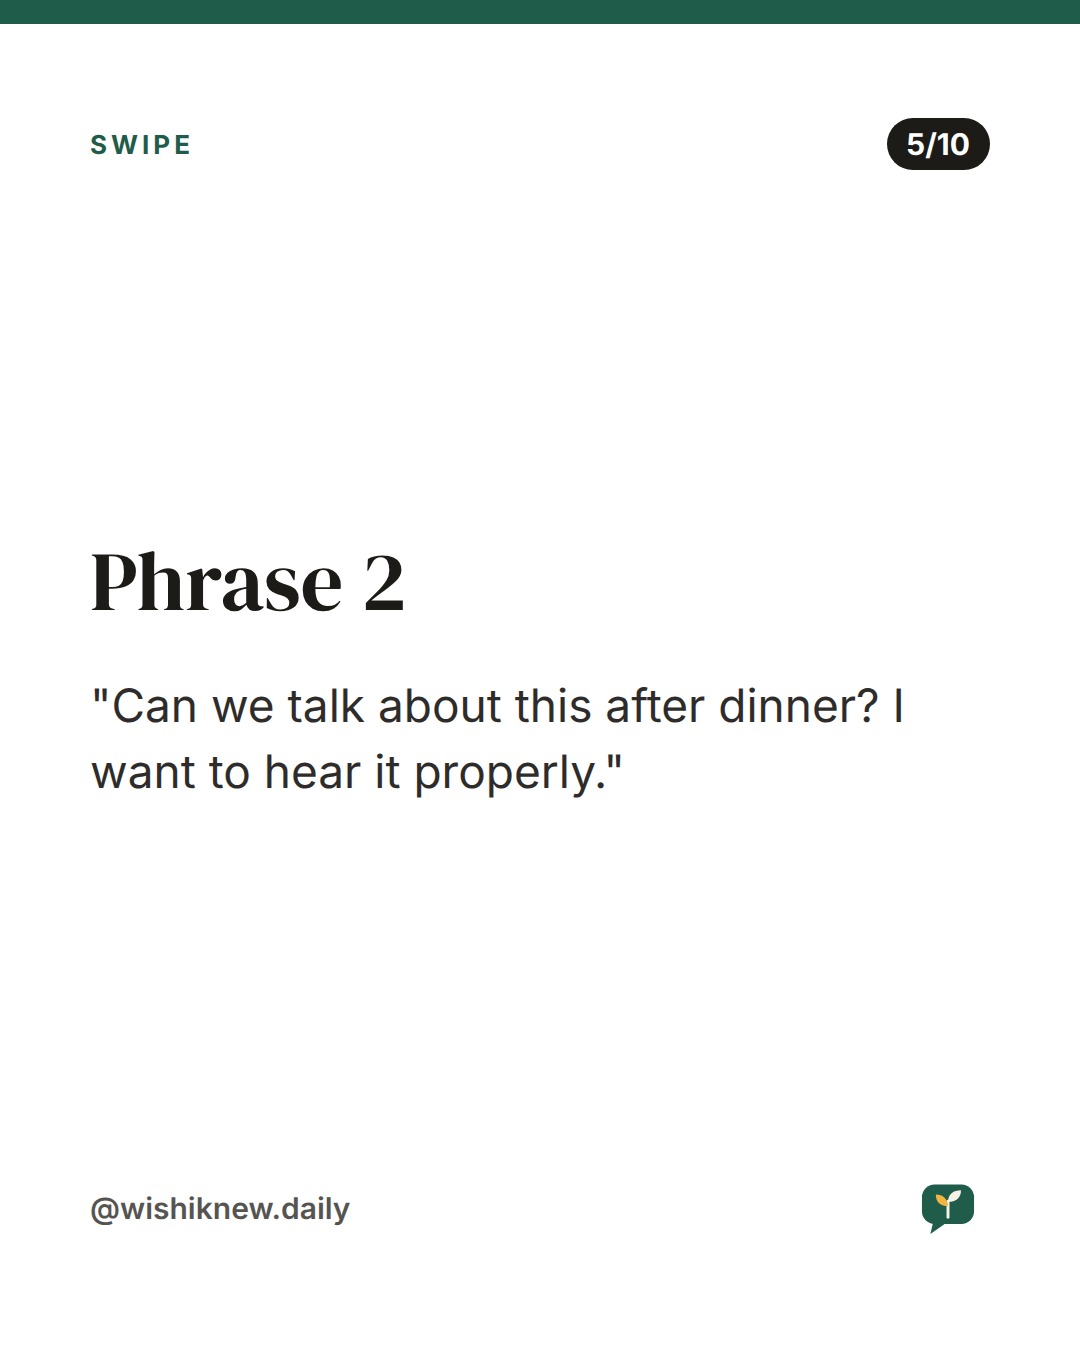 SWIPE
5/10
Phrase 2
"Can we talk about this after dinner? I
want to hear it properly."
@wishiknew.daily